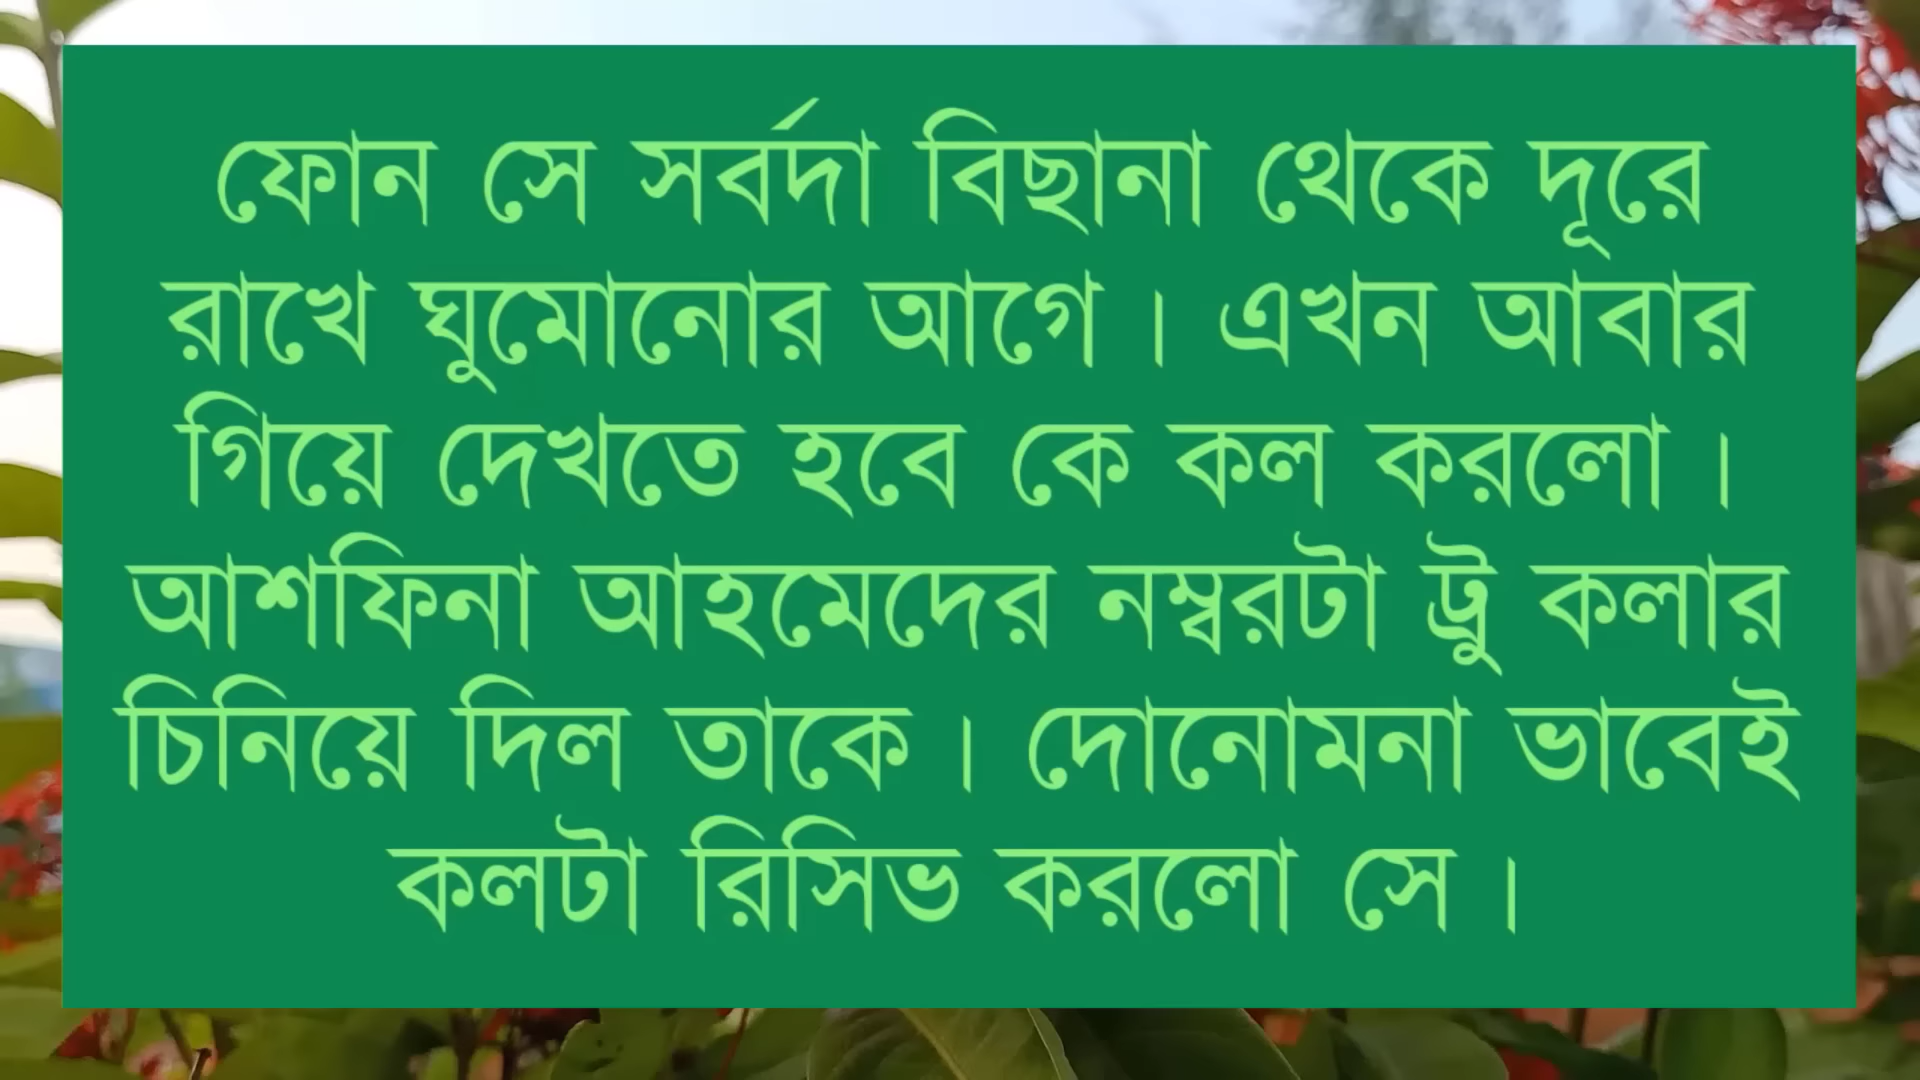 ফোন সে সর্বদা বিছানা থেকে দূরে
রাখে ঘুমোনোর আগে । এখন আবার
গিয়ে দেখতে হবে কে কল করলো ।
আশফিনা আহমেদের নম্বরটা ট্রু কলার
চিনিয়ে দিল তাকে । দোনোমনা ভাবেই
কলটা রিসিভ করলো সে ।